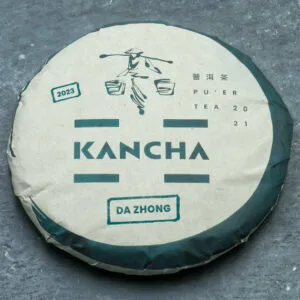 2023
普洱茶
PU'ER
TEA 20
21
KANCHA
DA ZHONG